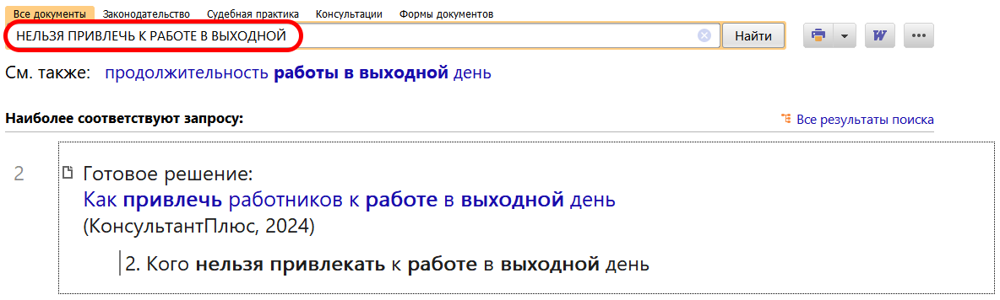 Все документы Законодательство Судебная практика Консультации Формы документов
НЕЛЬЗЯ ПРИВЛЕЧЬ К РАБОТЕ В ВЫХОДНОЙ Найти W
См. также: продолжительность работы в выходной день
Наиболее соответствуют запросу: Все результаты поиска
2 Готовое решение:
Как привлечь работников к работе в выходной день
(КонсультантПлюс, 2024)
2. Кого нельзя привлекать к работе в выходной день